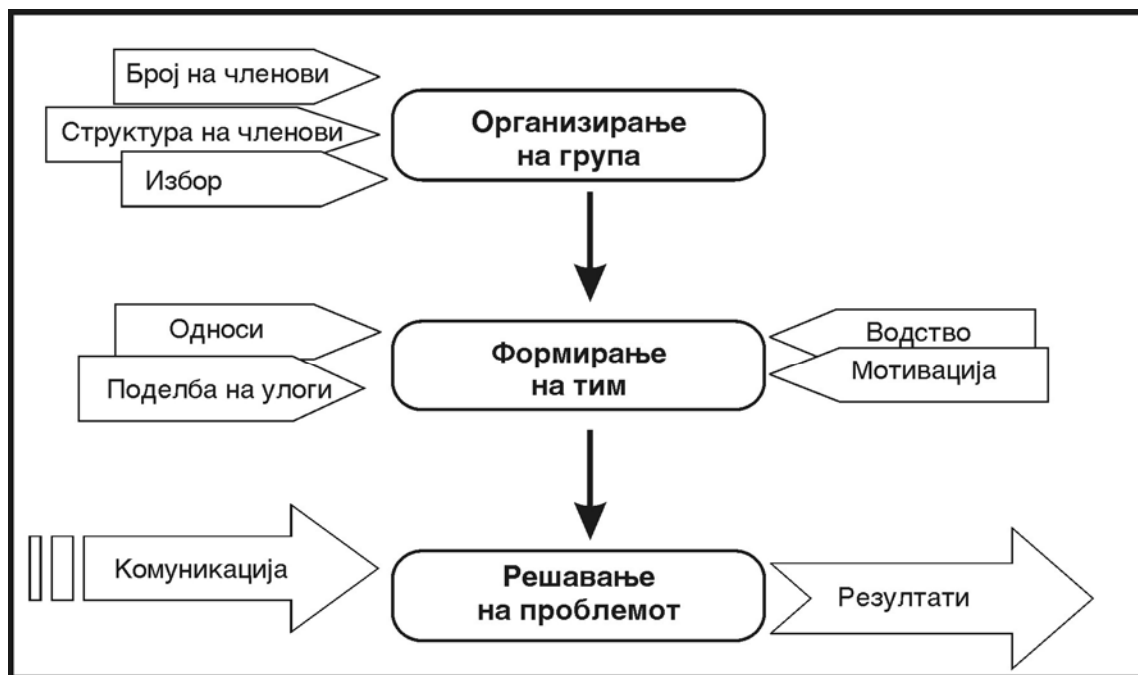 Број на членови
Структура на членови
Избор
Организирање
на група
Односи
Поделба на улоги
Формирање
на тим
Водство
Мотивација
Комуникација
Решавање
на проблемот
Резултати